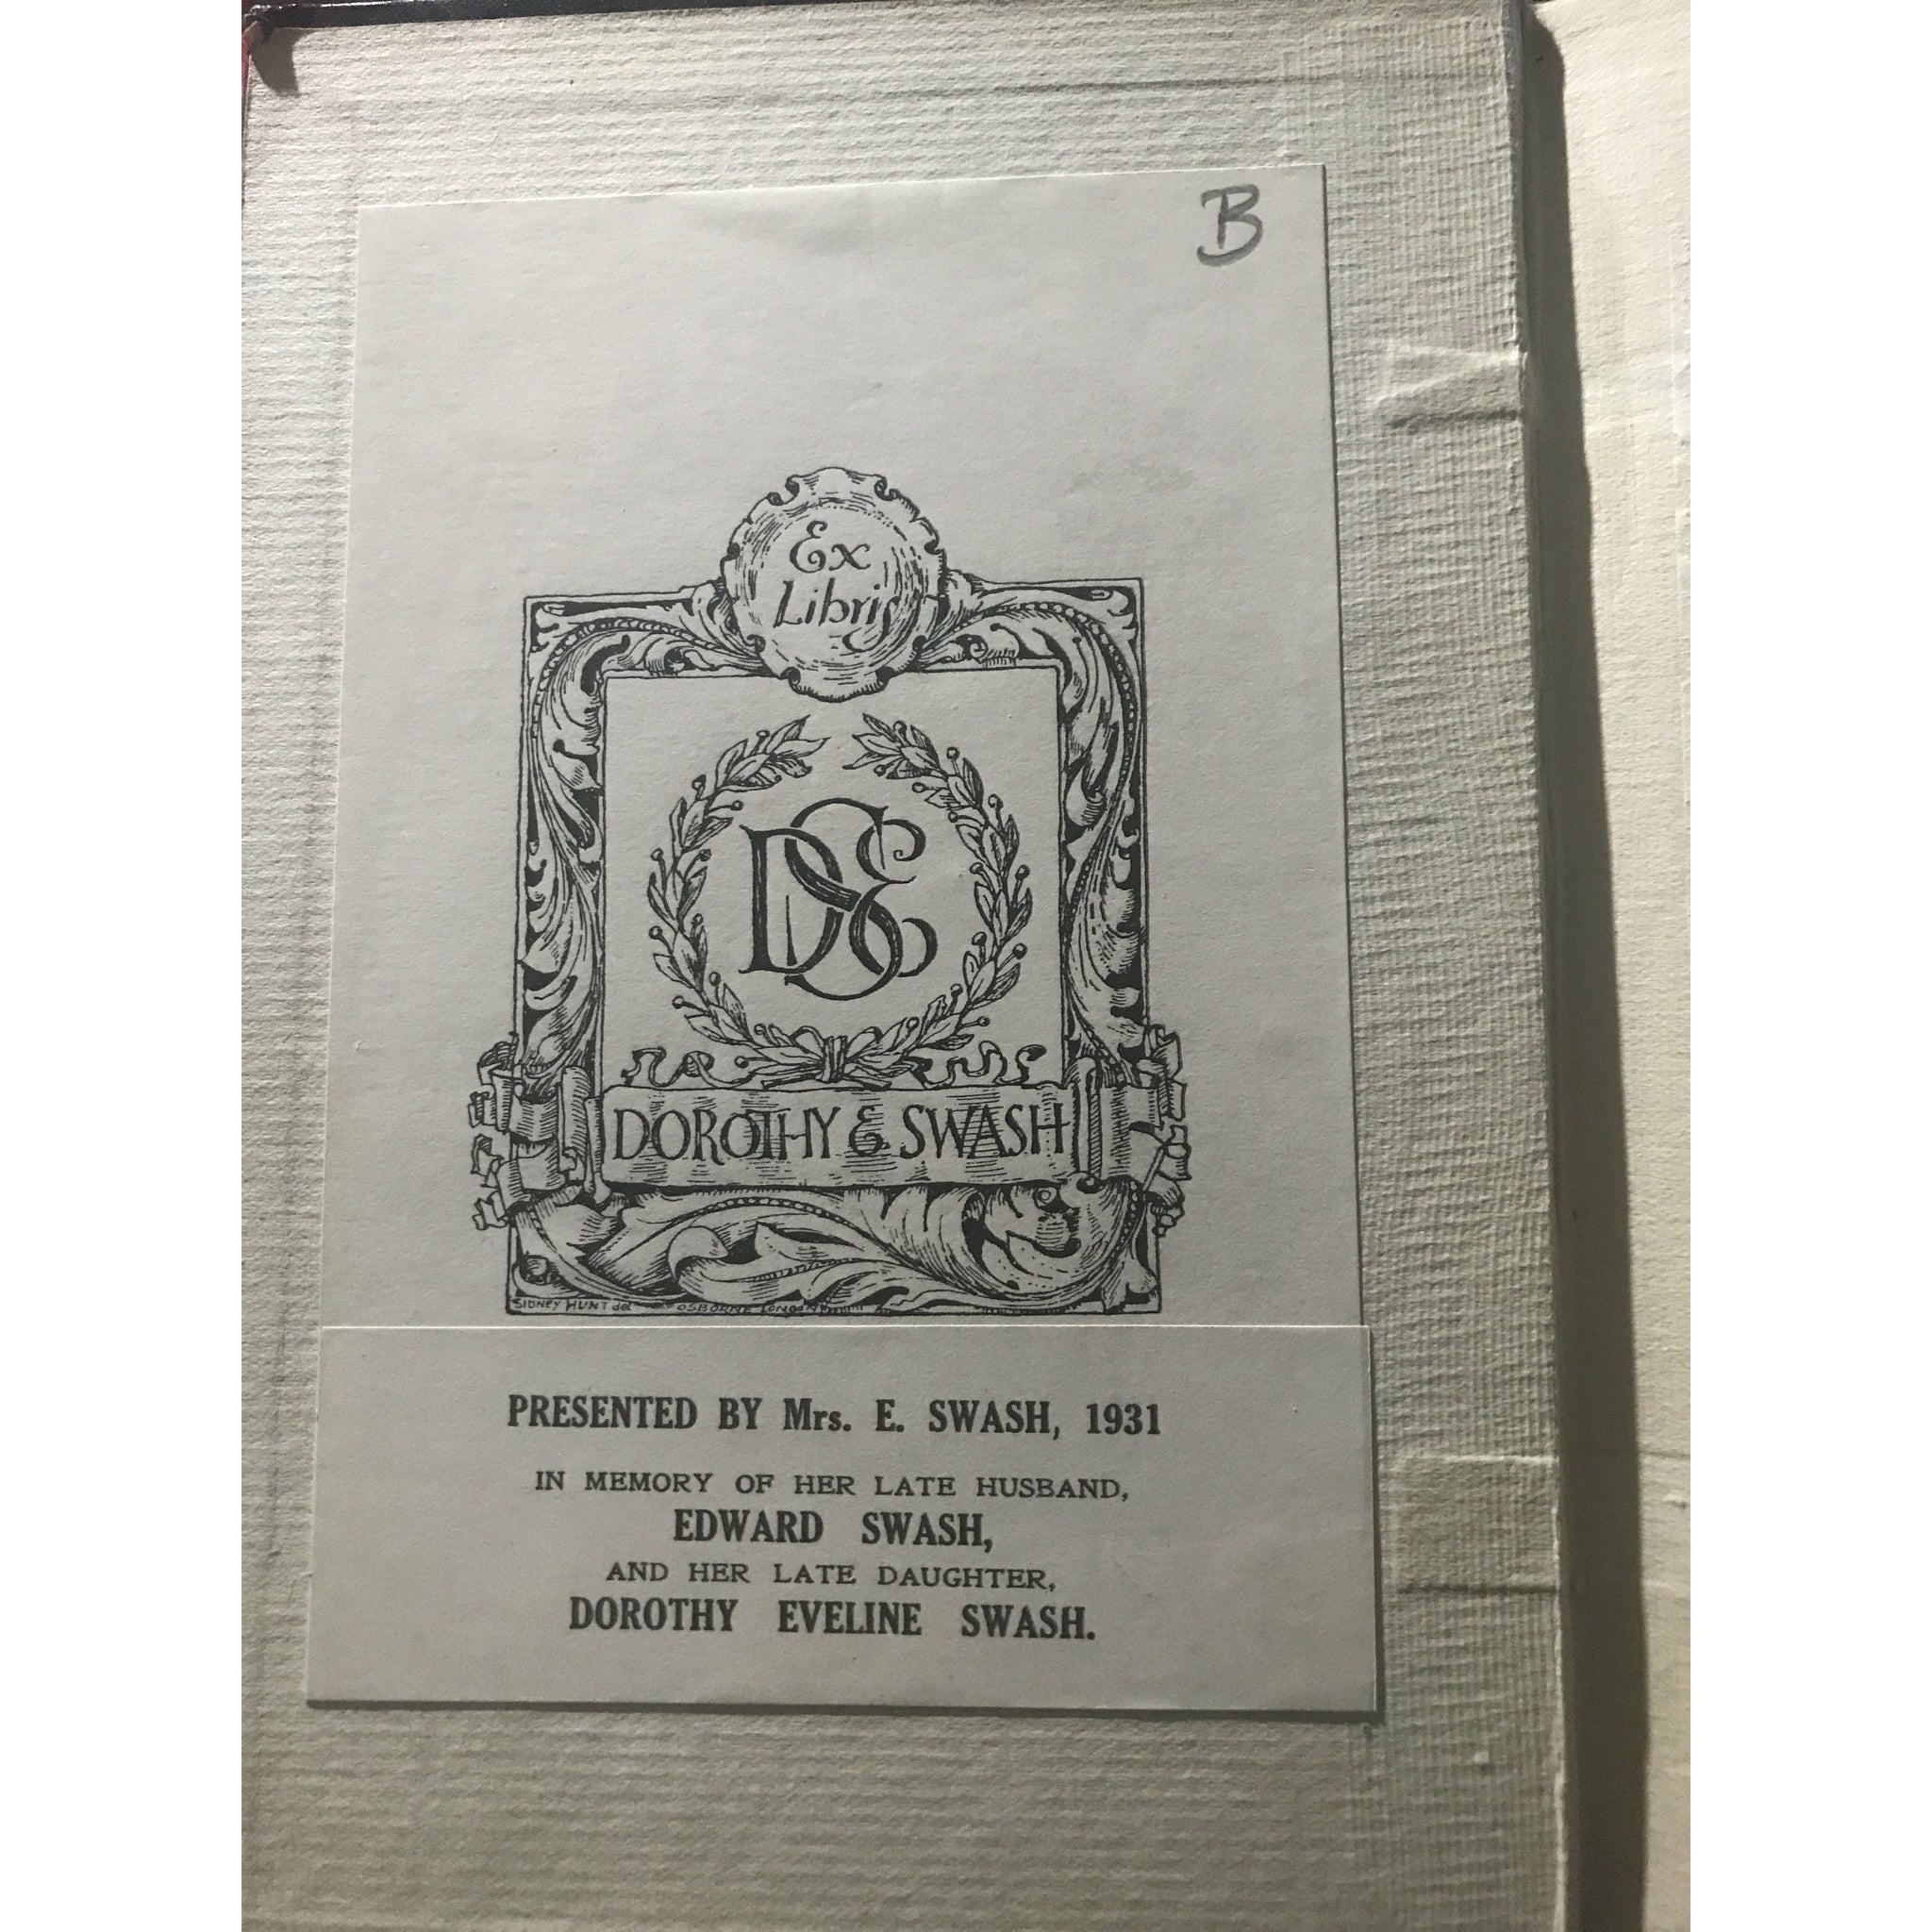 B
Ex
Libris
DSE
DOROTHY E SWASH
SIDNEY HUNT del OSBORNE LONDON
PRESENTED BY Mrs. E. SWASH, 1931
IN MEMORY OF HER LATE HUSBAND,
EDWARD SWASH,
AND HER LATE DAUGHTER,
DOROTHY EVELINE SWASH.